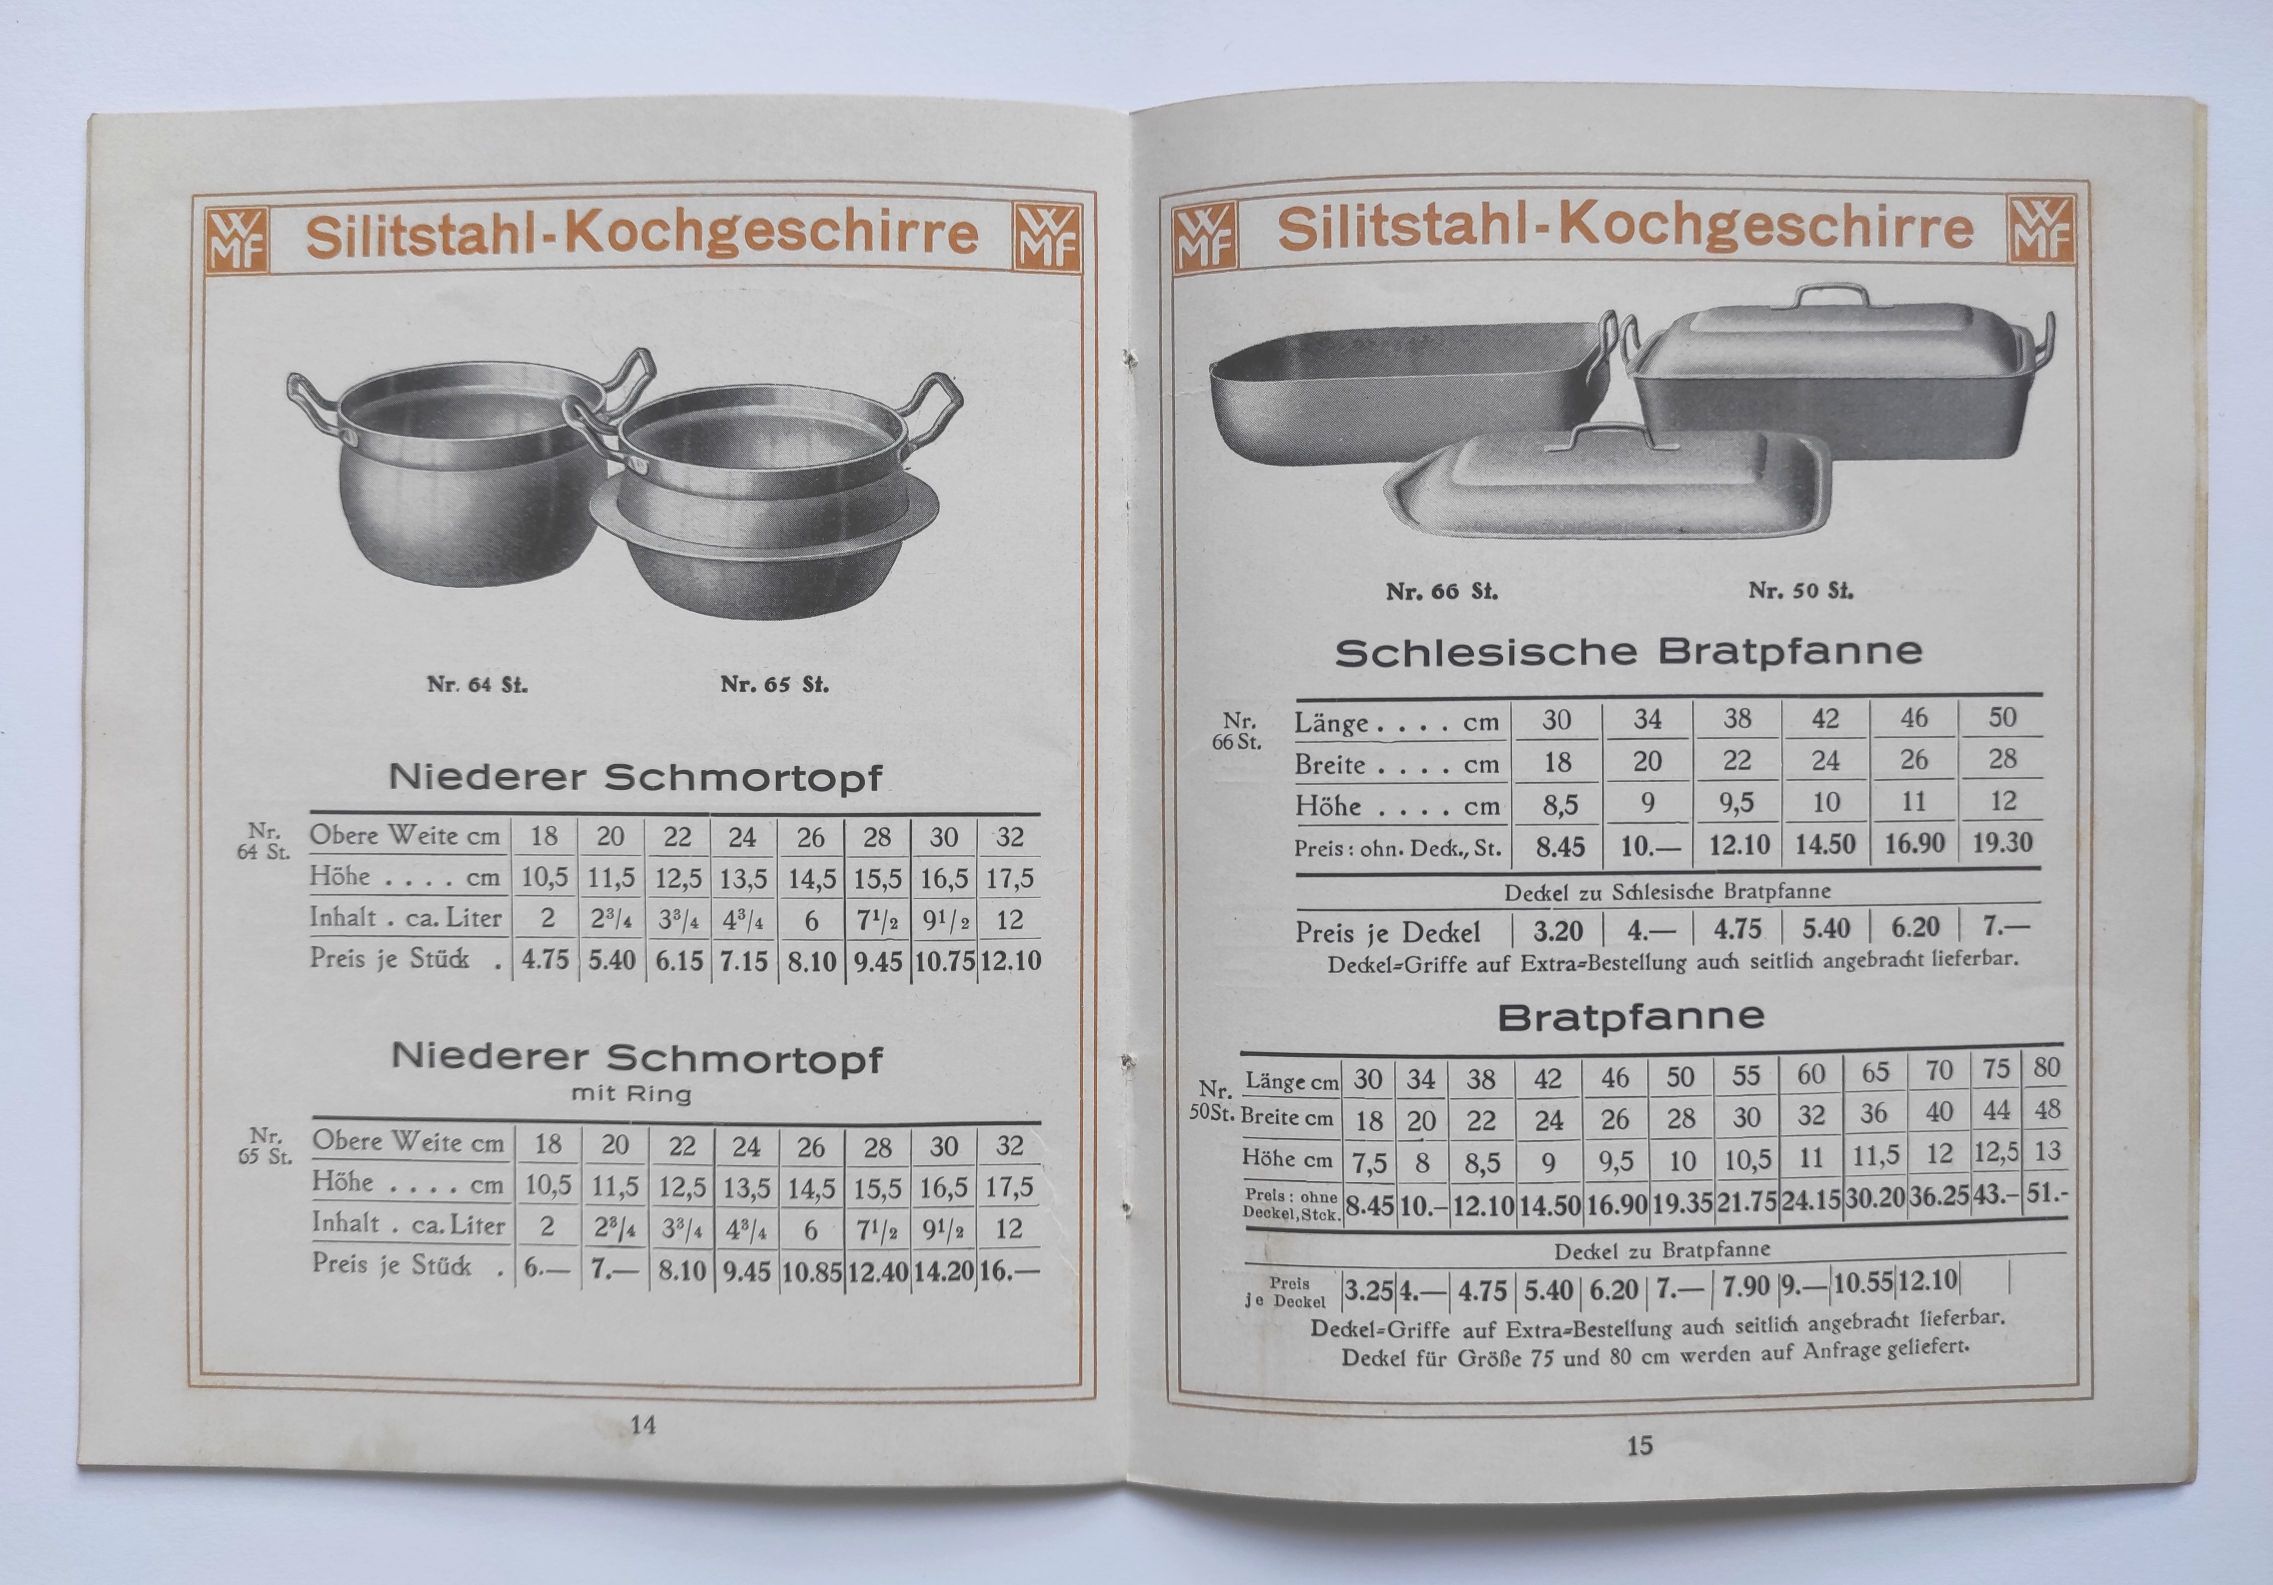 WMF Silitstahl-Kochgeschirre WMF
Nr. 64 St. Nr. 65 St.
Niederer Schmortopf
Nr. 64 St.
Obere Weite cm 18 20 22 24 26 28 30 32
Höhe . . . . cm 10,5 11,5 12,5 13,5 14,5 15,5 16,5 17,5
Inhalt . ca. Liter 2 2³/₄ 3³/₄ 4³/₄ 6 7¹/₂ 9¹/₂ 12
Preis je Stück . 4.75 5.40 6.15 7.15 8.10 9.45 10.75 12.10
Niederer Schmortopf
mit Ring
Nr. 65 St.
Obere Weite cm 18 20 22 24 26 28 30 32
Höhe . . . . cm 10,5 11,5 12,5 13,5 14,5 15,5 16,5 17,5
Inhalt . ca. Liter 2 2³/₄ 3³/₄ 4³/₄ 6 7¹/₂ 9¹/₂ 12
Preis je Stück . 6.— 7.— 8.10 9.45 10.85 12.40 14.20 16.—
14
WMF Silitstahl-Kochgeschirre WMF
Nr. 66 St. Nr. 50 St.
Schlesische Bratpfanne
Nr. 66 St.
Länge . . . . cm 30 34 38 42 46 50
Breite . . . . cm 18 20 22 24 26 28
Höhe . . . . cm 8,5 9 9,5 10 11 12
Preis: ohn. Deck., St. 8.45 10.— 12.10 14.50 16.90 19.30
Deckel zu Schlesische Bratpfanne
Preis je Deckel 3.20 4.— 4.75 5.40 6.20 7.—
Deckel=Griffe auf Extra=Bestellung auch seitlich angebracht lieferbar.
Bratpfanne
Nr. 50 St.
Länge cm 30 34 38 42 46 50 55 60 65 70 75 80
Breite cm 18 20 22 24 26 28 30 32 36 40 44 48
Höhe cm 7,5 8 8,5 9 9,5 10 10,5 11 11,5 12 12,5 13
Preis: ohne Deckel, Stck. 8.45 10.– 12.10 14.50 16.90 19.35 21.75 24.15 30.20 36.25 43.– 51.-
Deckel zu Bratpfanne
Preis je Deckel 3.25 4.— 4.75 5.40 6.20 7.— 7.90 9.— 10.55 12.10
Deckel=Griffe auf Extra=Bestellung auch seitlich angebracht lieferbar.
Deckel für Größe 75 und 80 cm werden auf Anfrage geliefert.
15